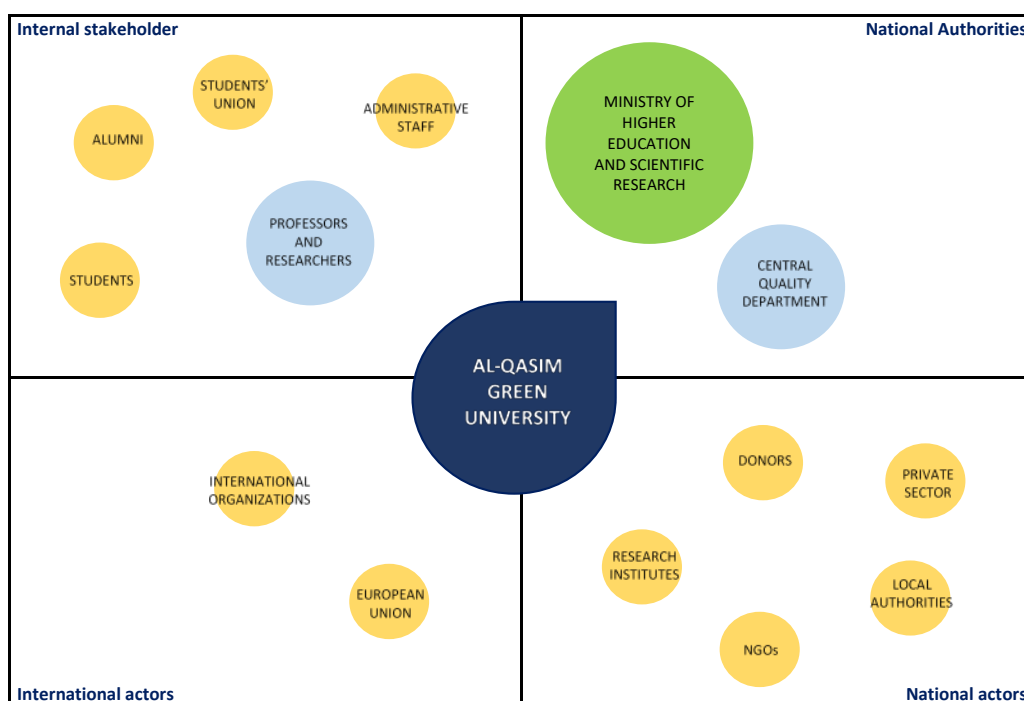 Internal stakeholder
National Authorities
STUDENTS'
UNION
ADMINISTRATIVE
STAFF
ALUMNI
PROFESSORS
AND
RESEARCHERS
STUDENTS
MINISTRY OF
HIGHER
EDUCATION
AND SCIENTIFIC
RESEARCH
CENTRAL
QUALITY
DEPARTMENT
AL-QASIM
GREEN
UNIVERSITY
INTERNATIONAL
ORGANIZATIONS
EUROPEAN
UNION
DONORS
PRIVATE
SECTOR
RESEARCH
INSTITUTES
LOCAL
AUTHORITIES
NGOs
International actors
National actors